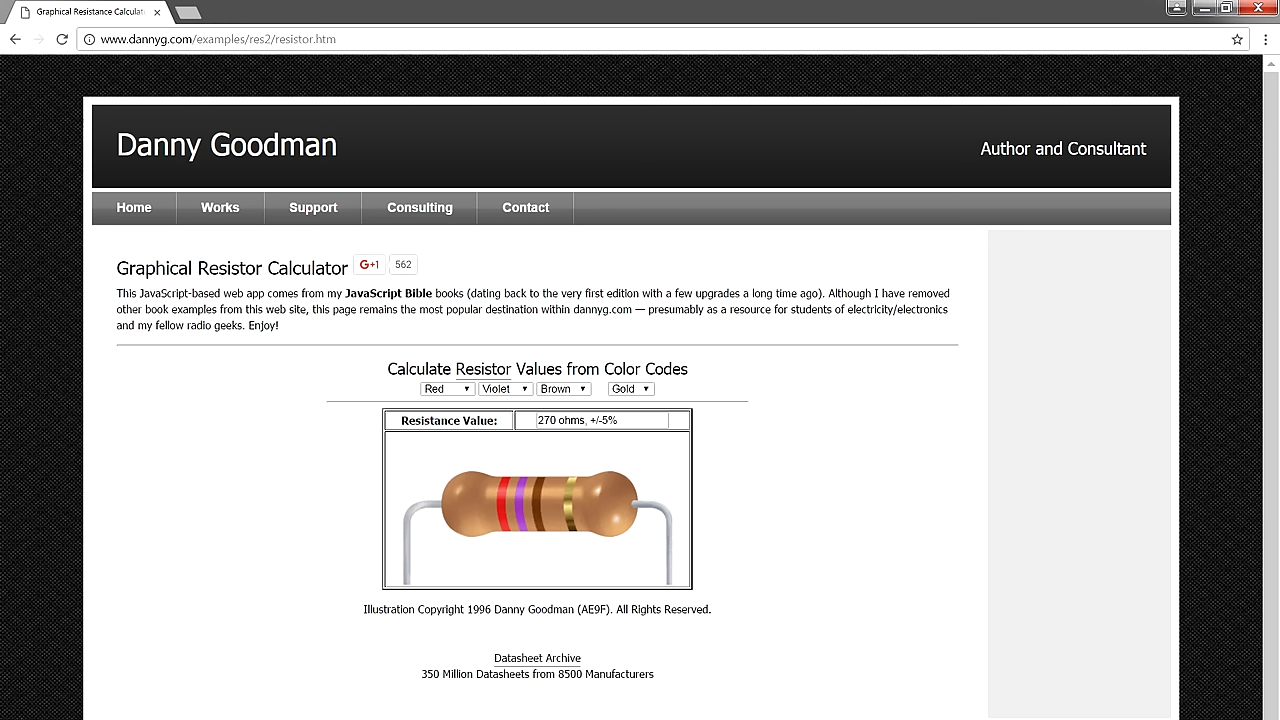 Graphical Resistance Calculat
www.dannyg.com/examples/res2/resistor.htm
Danny Goodman
Author and Consultant
Home Works Support Consulting Contact
Graphical Resistor Calculator G+1 562
This JavaScript-based web app comes from my JavaScript Bible books (dating back to the very first edition with a few upgrades a long time ago). Although I have removed
other book examples from this web site, this page remains the most popular destination within dannyg.com — presumably as a resource for students of electricity/electronics
and my fellow radio geeks. Enjoy!
Calculate Resistor Values from Color Codes
Red Violet Brown Gold
Resistance Value: 270 ohms, +/-5%
Illustration Copyright 1996 Danny Goodman (AE9F). All Rights Reserved.
Datasheet Archive
350 Million Datasheets from 8500 Manufacturers